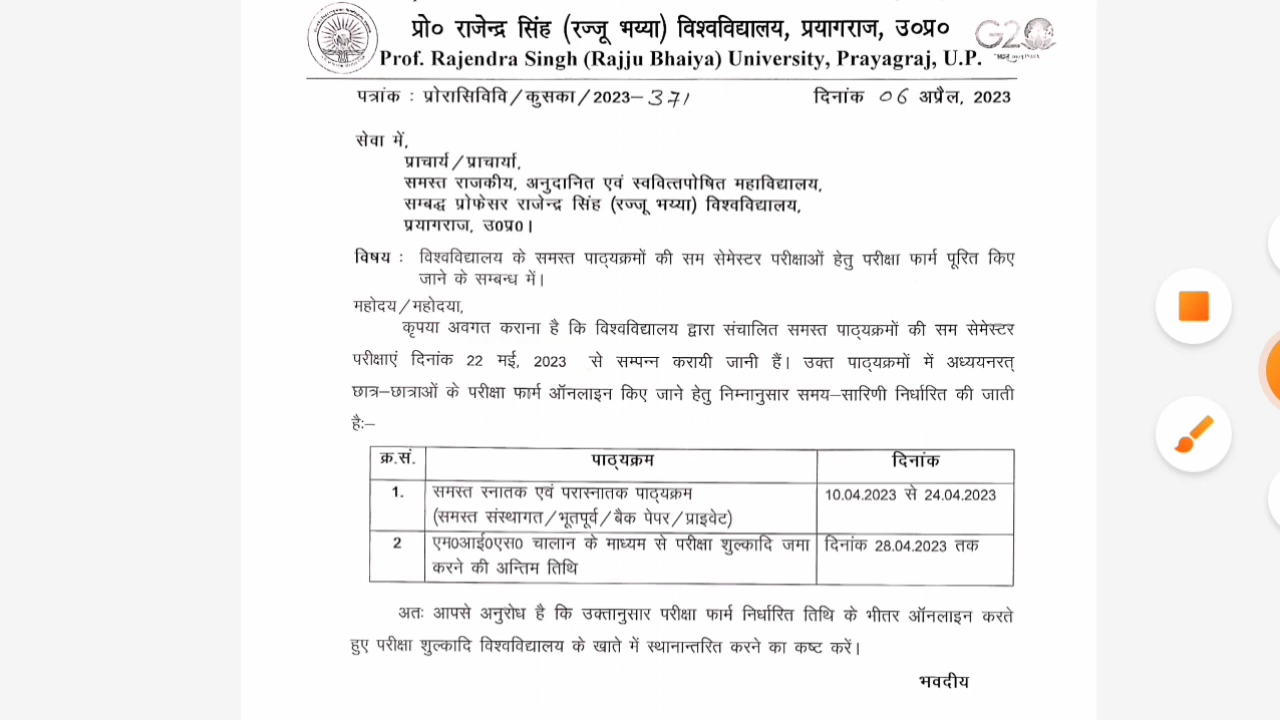 प्रो० राजेन्द्र सिंह (रज्जू भय्या) विश्वविद्यालय, प्रयागराज, उ०प्र०
G20
Prof. Rajendra Singh (Rajju Bhaiya) University, Prayagraj, U.P.
पत्रांक : प्रोरासिविवि/कुसका/2023-371 दिनांक 06 अप्रैल, 2023
सेवा में,
प्राचार्य/प्राचार्या,
समस्त राजकीय, अनुदानित एवं स्ववित्तपोषित महाविद्यालय,
सम्बद्ध प्रोफेसर राजेन्द्र सिंह (रज्जू भय्या) विश्वविद्यालय,
प्रयागराज, उ0प्र0।
विषय : विश्वविद्यालय के समस्त पाठ्यक्रमों की सम सेमेस्टर परीक्षाओं हेतु परीक्षा फार्म पूरित किए
जाने के सम्बन्ध में।
महोदय/महोदया,
कृपया अवगत कराना है कि विश्वविद्यालय द्वारा संचालित समस्त पाठ्यक्रमों की सम सेमेस्टर
परीक्षाएं दिनांक 22 मई, 2023 से सम्पन्न करायी जानी हैं। उक्त पाठ्यक्रमों में अध्ययनरत्
छात्र-छात्राओं के परीक्षा फार्म ऑनलाइन किए जाने हेतु निम्नानुसार समय-सारिणी निर्धारित की जाती
है:-
क्र.सं. पाठ्यक्रम दिनांक
1. समस्त स्नातक एवं परास्नातक पाठ्यक्रम 10.04.2023 से 24.04.2023
(समस्त संस्थागत/भूतपूर्व/बैक पेपर/प्राइवेट)
2 एम0आई0एस0 चालान के माध्यम से परीक्षा शुल्कादि जमा दिनांक 28.04.2023 तक
करने की अन्तिम तिथि
अतः आपसे अनुरोध है कि उक्तानुसार परीक्षा फार्म निर्धारित तिथि के भीतर ऑनलाइन करते
हुए परीक्षा शुल्कादि विश्वविद्यालय के खाते में स्थानान्तरित करने का कष्ट करें।
भवदीय